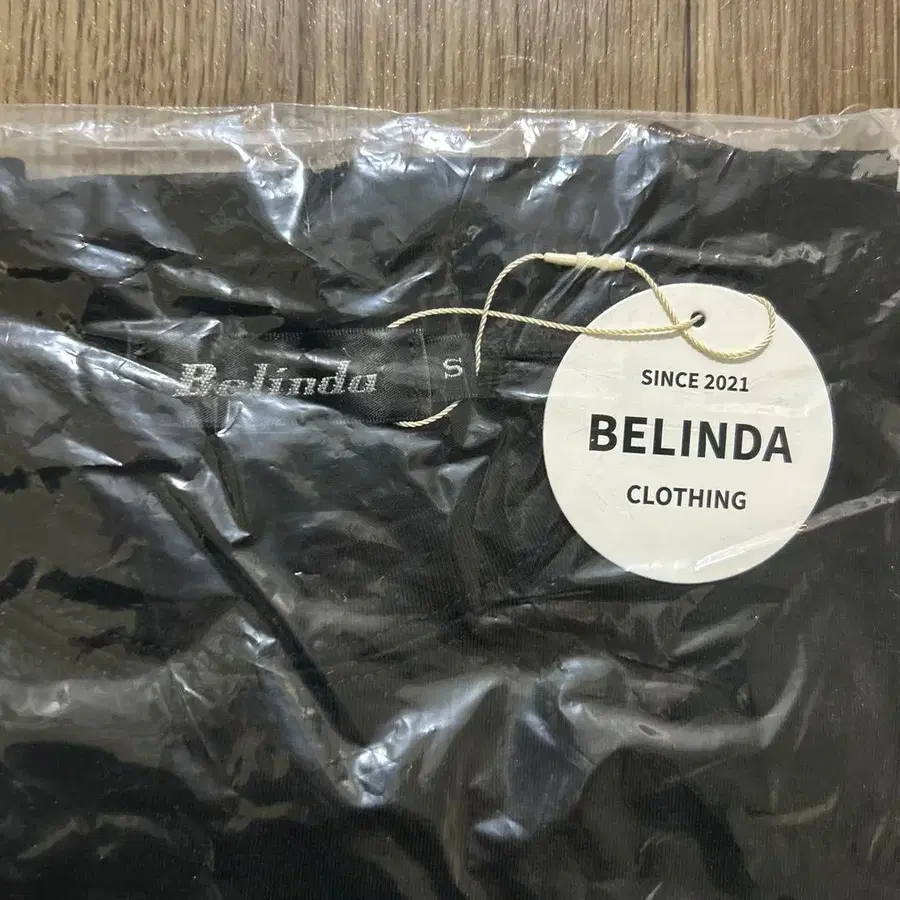 Belinda
S
SINCE 2021
BELINDA
CLOTHING